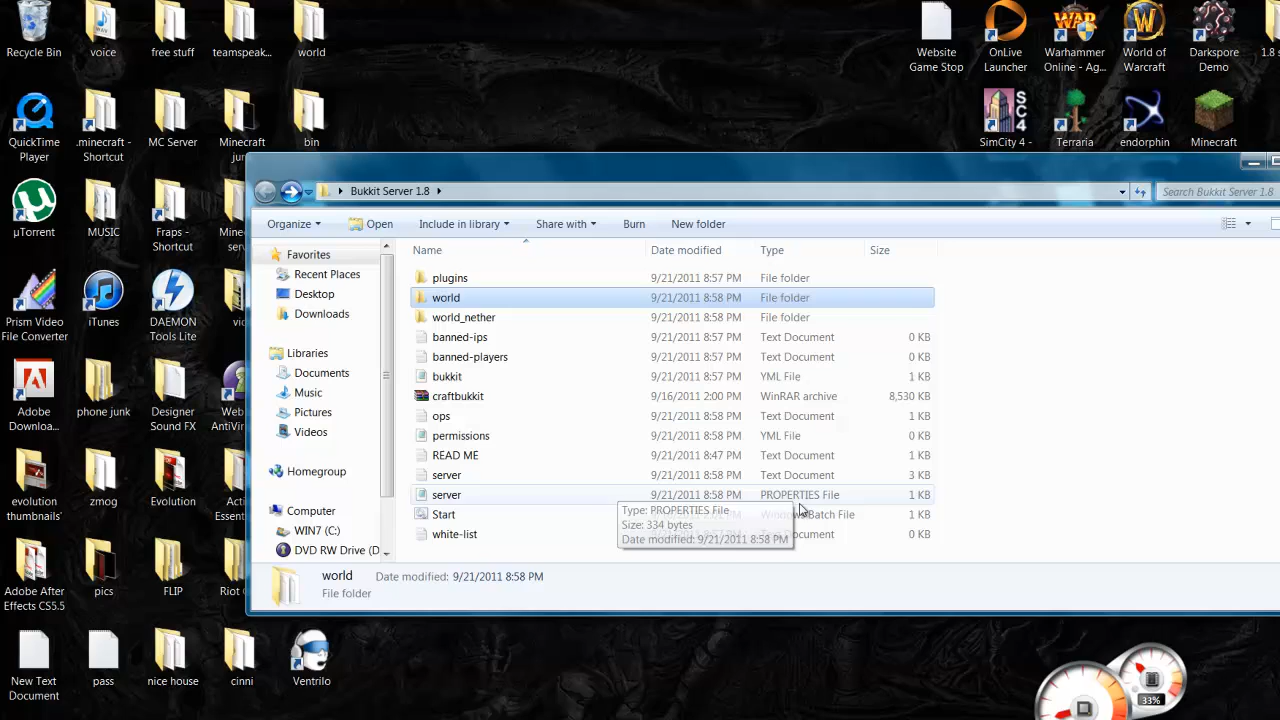 Recycle Bin
voice
free stuff
teamspeak...
world
Website
Game Stop
OnLive
Launcher
Warhammer
Online - Ag...
World of
Warcraft
Darkspore
Demo
1.8 s
QuickTime
Player
.minecraft -
Shortcut
MC Server
Minecraft
bin
SimCity 4 -
Terraria
endorphin
Minecraft
Bukkit Server 1.8
Search Bukkit Server 1.8
Organize
Open
Include in library
Share with
Burn
New folder
µTorrent
MUSIC
Fraps -
Shortcut
Name
Date modified
Type
Size
Favorites
Recent Places
Desktop
Downloads
Libraries
Documents
Music
Pictures
Videos
Homegroup
Computer
WIN7 (C:)
DVD RW Drive (D
plugins 9/21/2011 8:57 PM File folder
world 9/21/2011 8:58 PM File folder
world_nether 9/21/2011 8:58 PM File folder
banned-ips 9/21/2011 8:57 PM Text Document 0 KB
banned-players 9/21/2011 8:57 PM Text Document 0 KB
bukkit 9/21/2011 8:57 PM YML File 1 KB
craftbukkit 9/16/2011 2:00 PM WinRAR archive 8,530 KB
ops 9/21/2011 8:58 PM Text Document 1 KB
permissions 9/21/2011 8:58 PM YML File 0 KB
READ ME 9/21/2011 8:47 PM Text Document 1 KB
server 9/21/2011 8:58 PM Text Document 3 KB
server 9/21/2011 8:58 PM PROPERTIES File 1 KB
Start Batch File 1 KB
white-list 0 KB
Type: PROPERTIES File
Size: 334 bytes
Date modified: 9/21/2011 8:58 PM
Prism Video
File Converter
iTunes
DAEMON
Tools Lite
Adobe
Downloa...
phone junk
Designer
Sound FX
evolution
thumbnails'
zmog
Evolution
Adobe After
Effects CS5.5
pics
FLIP
world Date modified: 9/21/2011 8:58 PM
File folder
New Text
Document
pass
nice house
cinni
Ventrilo
33%